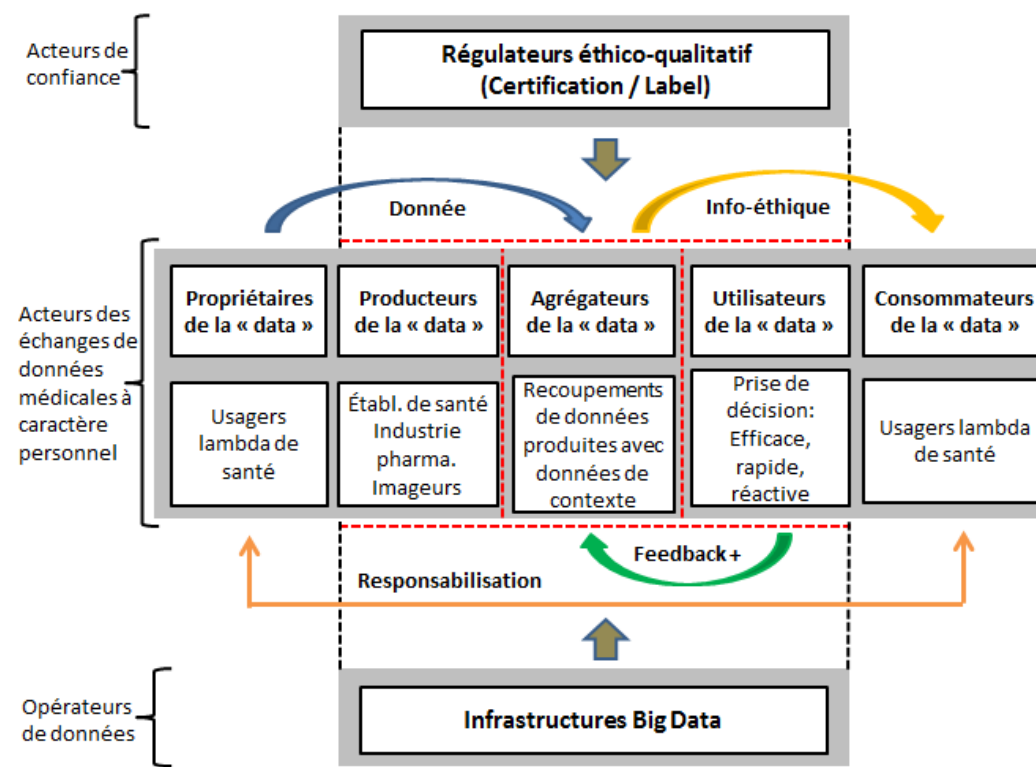 Acteurs de
confiance
Régulateurs éthico-qualitatif
(Certification / Label)
Donnée
Info-éthique
Acteurs des
échanges de
données
médicales à
caractère
personnel
Propriétaires
de la « data »
Producteurs
de la « data »
Agrégateurs
de la « data »
Utilisateurs
de la « data »
Consommateurs
de la « data »
Usagers
lambda de
santé
Établ. de santé
Industrie
pharma.
Imageurs
Recoupements
de données
produites avec
données de
contexte
Prise de
décision:
Efficace,
rapide,
réactive
Usagers lambda
de santé
Feedback +
Responsabilisation
Opérateurs
de données
Infrastructures Big Data